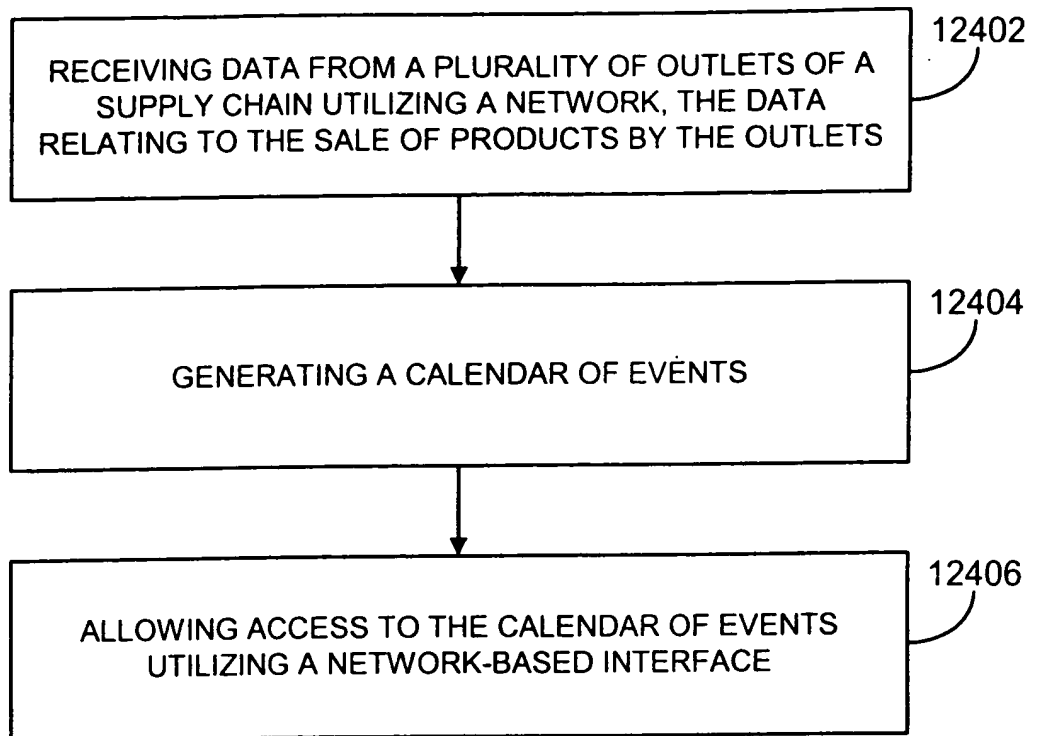 12402
RECEIVING DATA FROM A PLURALITY OF OUTLETS OF A
SUPPLY CHAIN UTILIZING A NETWORK, THE DATA
RELATING TO THE SALE OF PRODUCTS BY THE OUTLETS
12404
GENERATING A CALENDAR OF EVENTS
12406
ALLOWING ACCESS TO THE CALENDAR OF EVENTS
UTILIZING A NETWORK-BASED INTERFACE